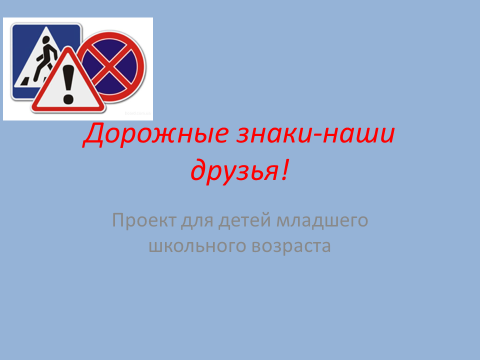 Дорожные знаки-наши
друзья!
Проект для детей младшего
школьного возраста